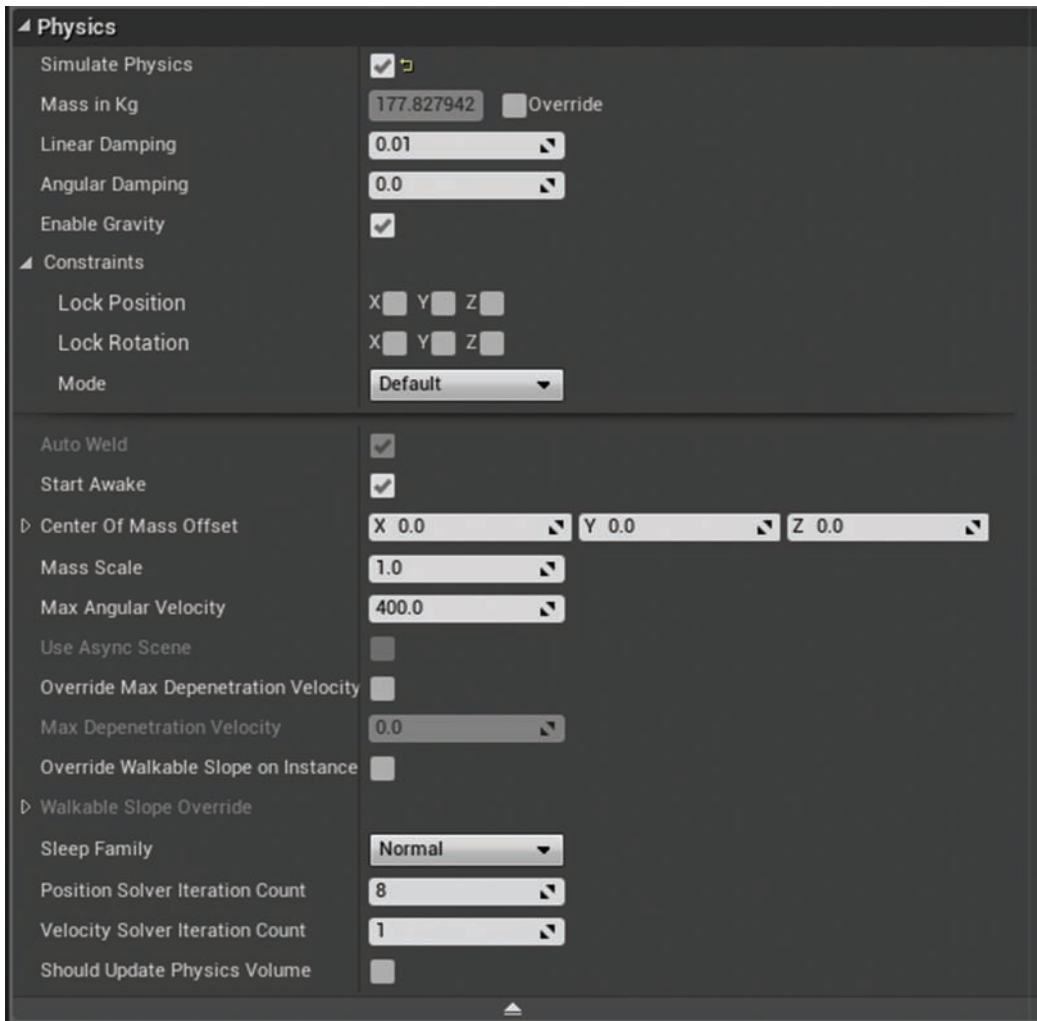 Physics
Simulate Physics
Mass in Kg 177.827942 Override
Linear Damping 0.01
Angular Damping 0.0
Enable Gravity
Constraints
Lock Position X Y Z
Lock Rotation X Y Z
Mode Default
Auto Weld
Start Awake
Center Of Mass Offset X 0.0 Y 0.0 Z 0.0
Mass Scale 1.0
Max Angular Velocity 400.0
Use Async Scene
Override Max Depenetration Velocity
Max Depenetration Velocity 0.0
Override Walkable Slope on Instance
Walkable Slope Override
Sleep Family Normal
Position Solver Iteration Count 8
Velocity Solver Iteration Count 1
Should Update Physics Volume